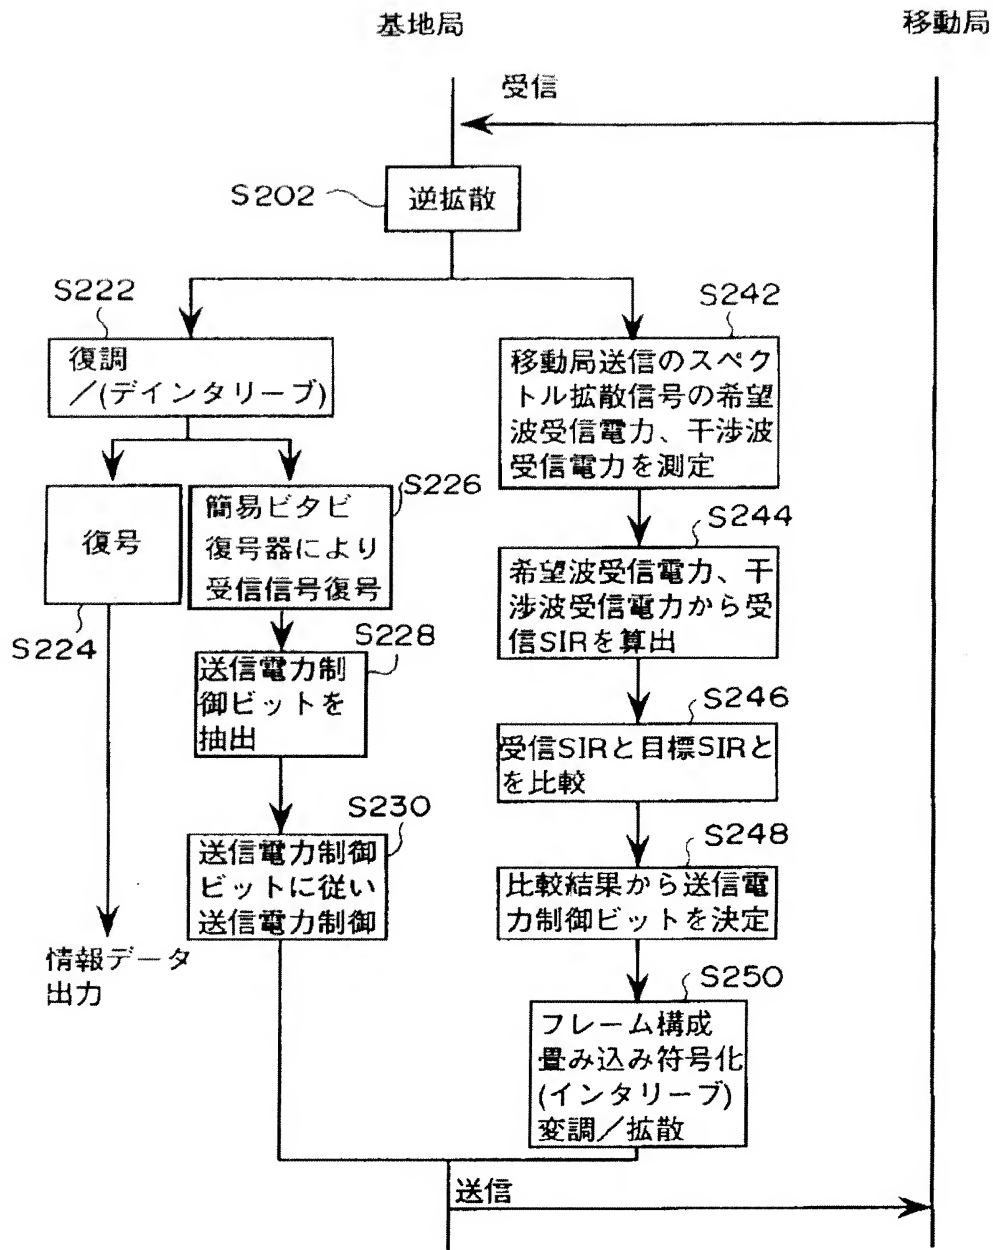 基地局
移動局
受信
S202
逆拡散
S222
復調
／(デインタリーブ)
復号
S224
S226
簡易ビタビ
復号器により
受信信号復号
S228
送信電力制
御ビットを
抽出
S230
送信電力制御
ビットに従い
送信電力制御
情報データ
出力
S242
移動局送信のスペク
トル拡散信号の希望
波受信電力、干渉波
受信電力を測定
S244
希望波受信電力、干
渉波受信電力から受
信SIRを算出
S246
受信SIRと目標SIRと
を比較
S248
比較結果から送信電
力制御ビットを決定
S250
フレーム構成
畳み込み符号化
(インタリーブ)
変調／拡散
送信